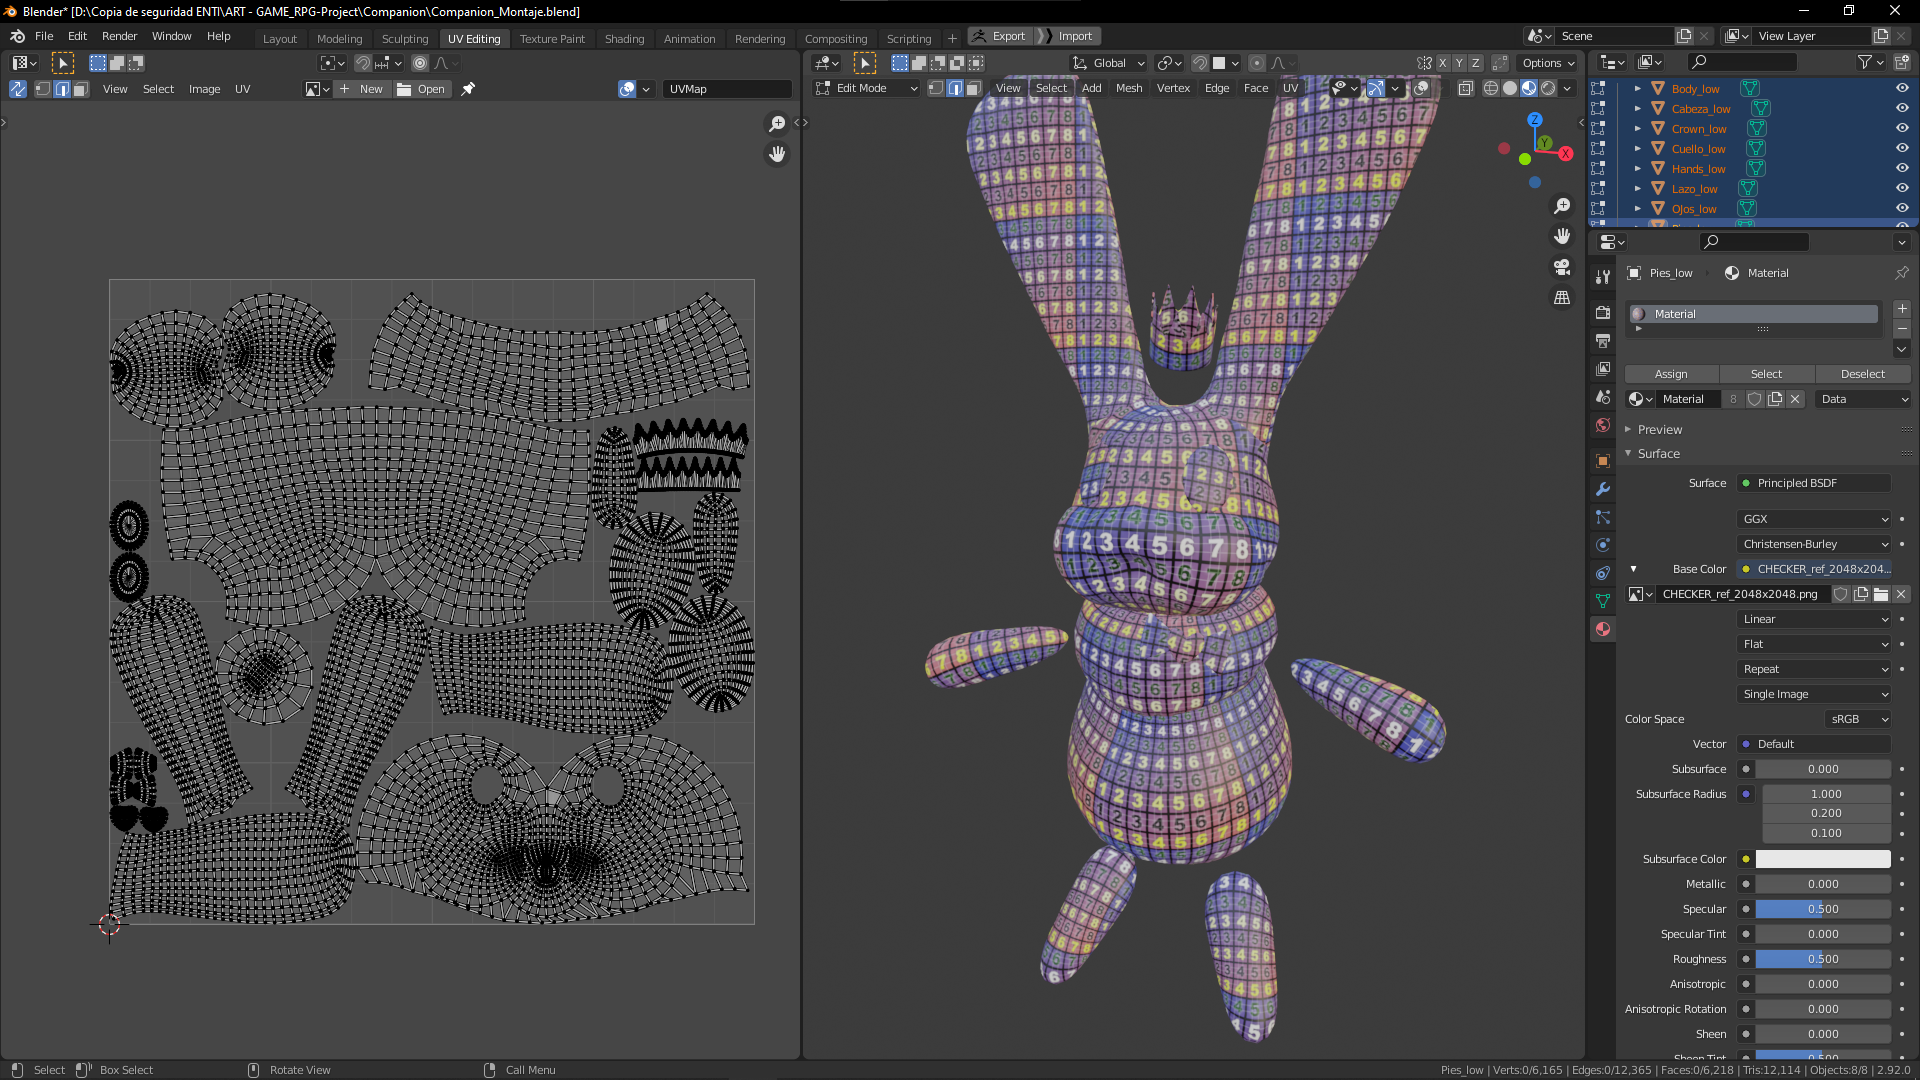 Blender* [D:\Copia de seguridad ENTI\ART - GAME_RPG-Project\Companion\Companion_Montaje.blend]
File Edit Render Window Help Layout Modeling Sculpting UV Editing Texture Paint Shading Animation Rendering Compositing Scripting + Export Import Scene View Layer
Global X Y Z Options
View Select Image UV New Open UVMap
Edit Mode View Select Add Mesh Vertex Edge Face UV
Z
Y
X
Body_low
Cabeza_low
Crown_low
Cuello_low
Hands_low
Lazo_low
OJos_low
Pies_low Material
Material
Assign Select Deselect
Material 8 Data
Preview
Surface
Surface Principled BSDF
GGX
Christensen-Burley
Base Color CHECKER_ref_2048x204...
CHECKER_ref_2048x2048.png
Linear
Flat
Repeat
Single Image
Color Space sRGB
Vector Default
Subsurface 0.000
Subsurface Radius 1.000
0.200
0.100
Subsurface Color
Metallic 0.000
Specular 0.500
Specular Tint 0.000
Roughness 0.500
Anisotropic 0.000
Anisotropic Rotation 0.000
Sheen 0.000
Sheen Tint 0.500
Select Box Select Rotate View Call Menu
Pies_low | Verts:0/6,165 | Edges:0/12,365 | Faces:0/6,218 | Tris:12,114 | Objects:8/8 | 2.92.0